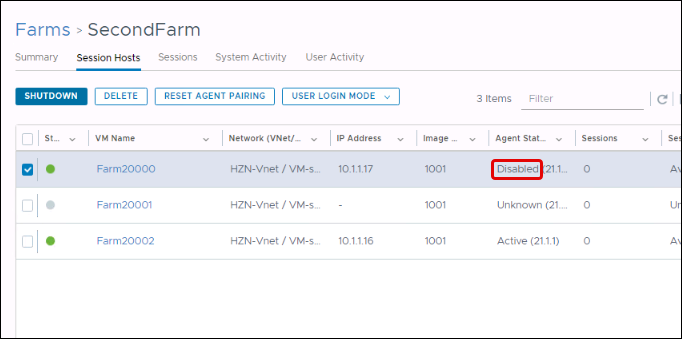 Farms > SecondFarm
Summary Session Hosts Sessions System Activity User Activity
SHUTDOWN DELETE RESET AGENT PAIRING USER LOGIN MODE 3 Items Filter
St... VM Name Network (VNet/... IP Address Image ... Agent Stat... Sessions Se
Farm20000 HZN-Vnet / VM-s... 10.1.1.17 1001 Disabled (21.1.... 0 Av
Farm20001 HZN-Vnet / VM-s... - 1001 Unknown (21.... 0 Un
Farm20002 HZN-Vnet / VM-s... 10.1.1.16 1001 Active (21.1.1) 0 Av